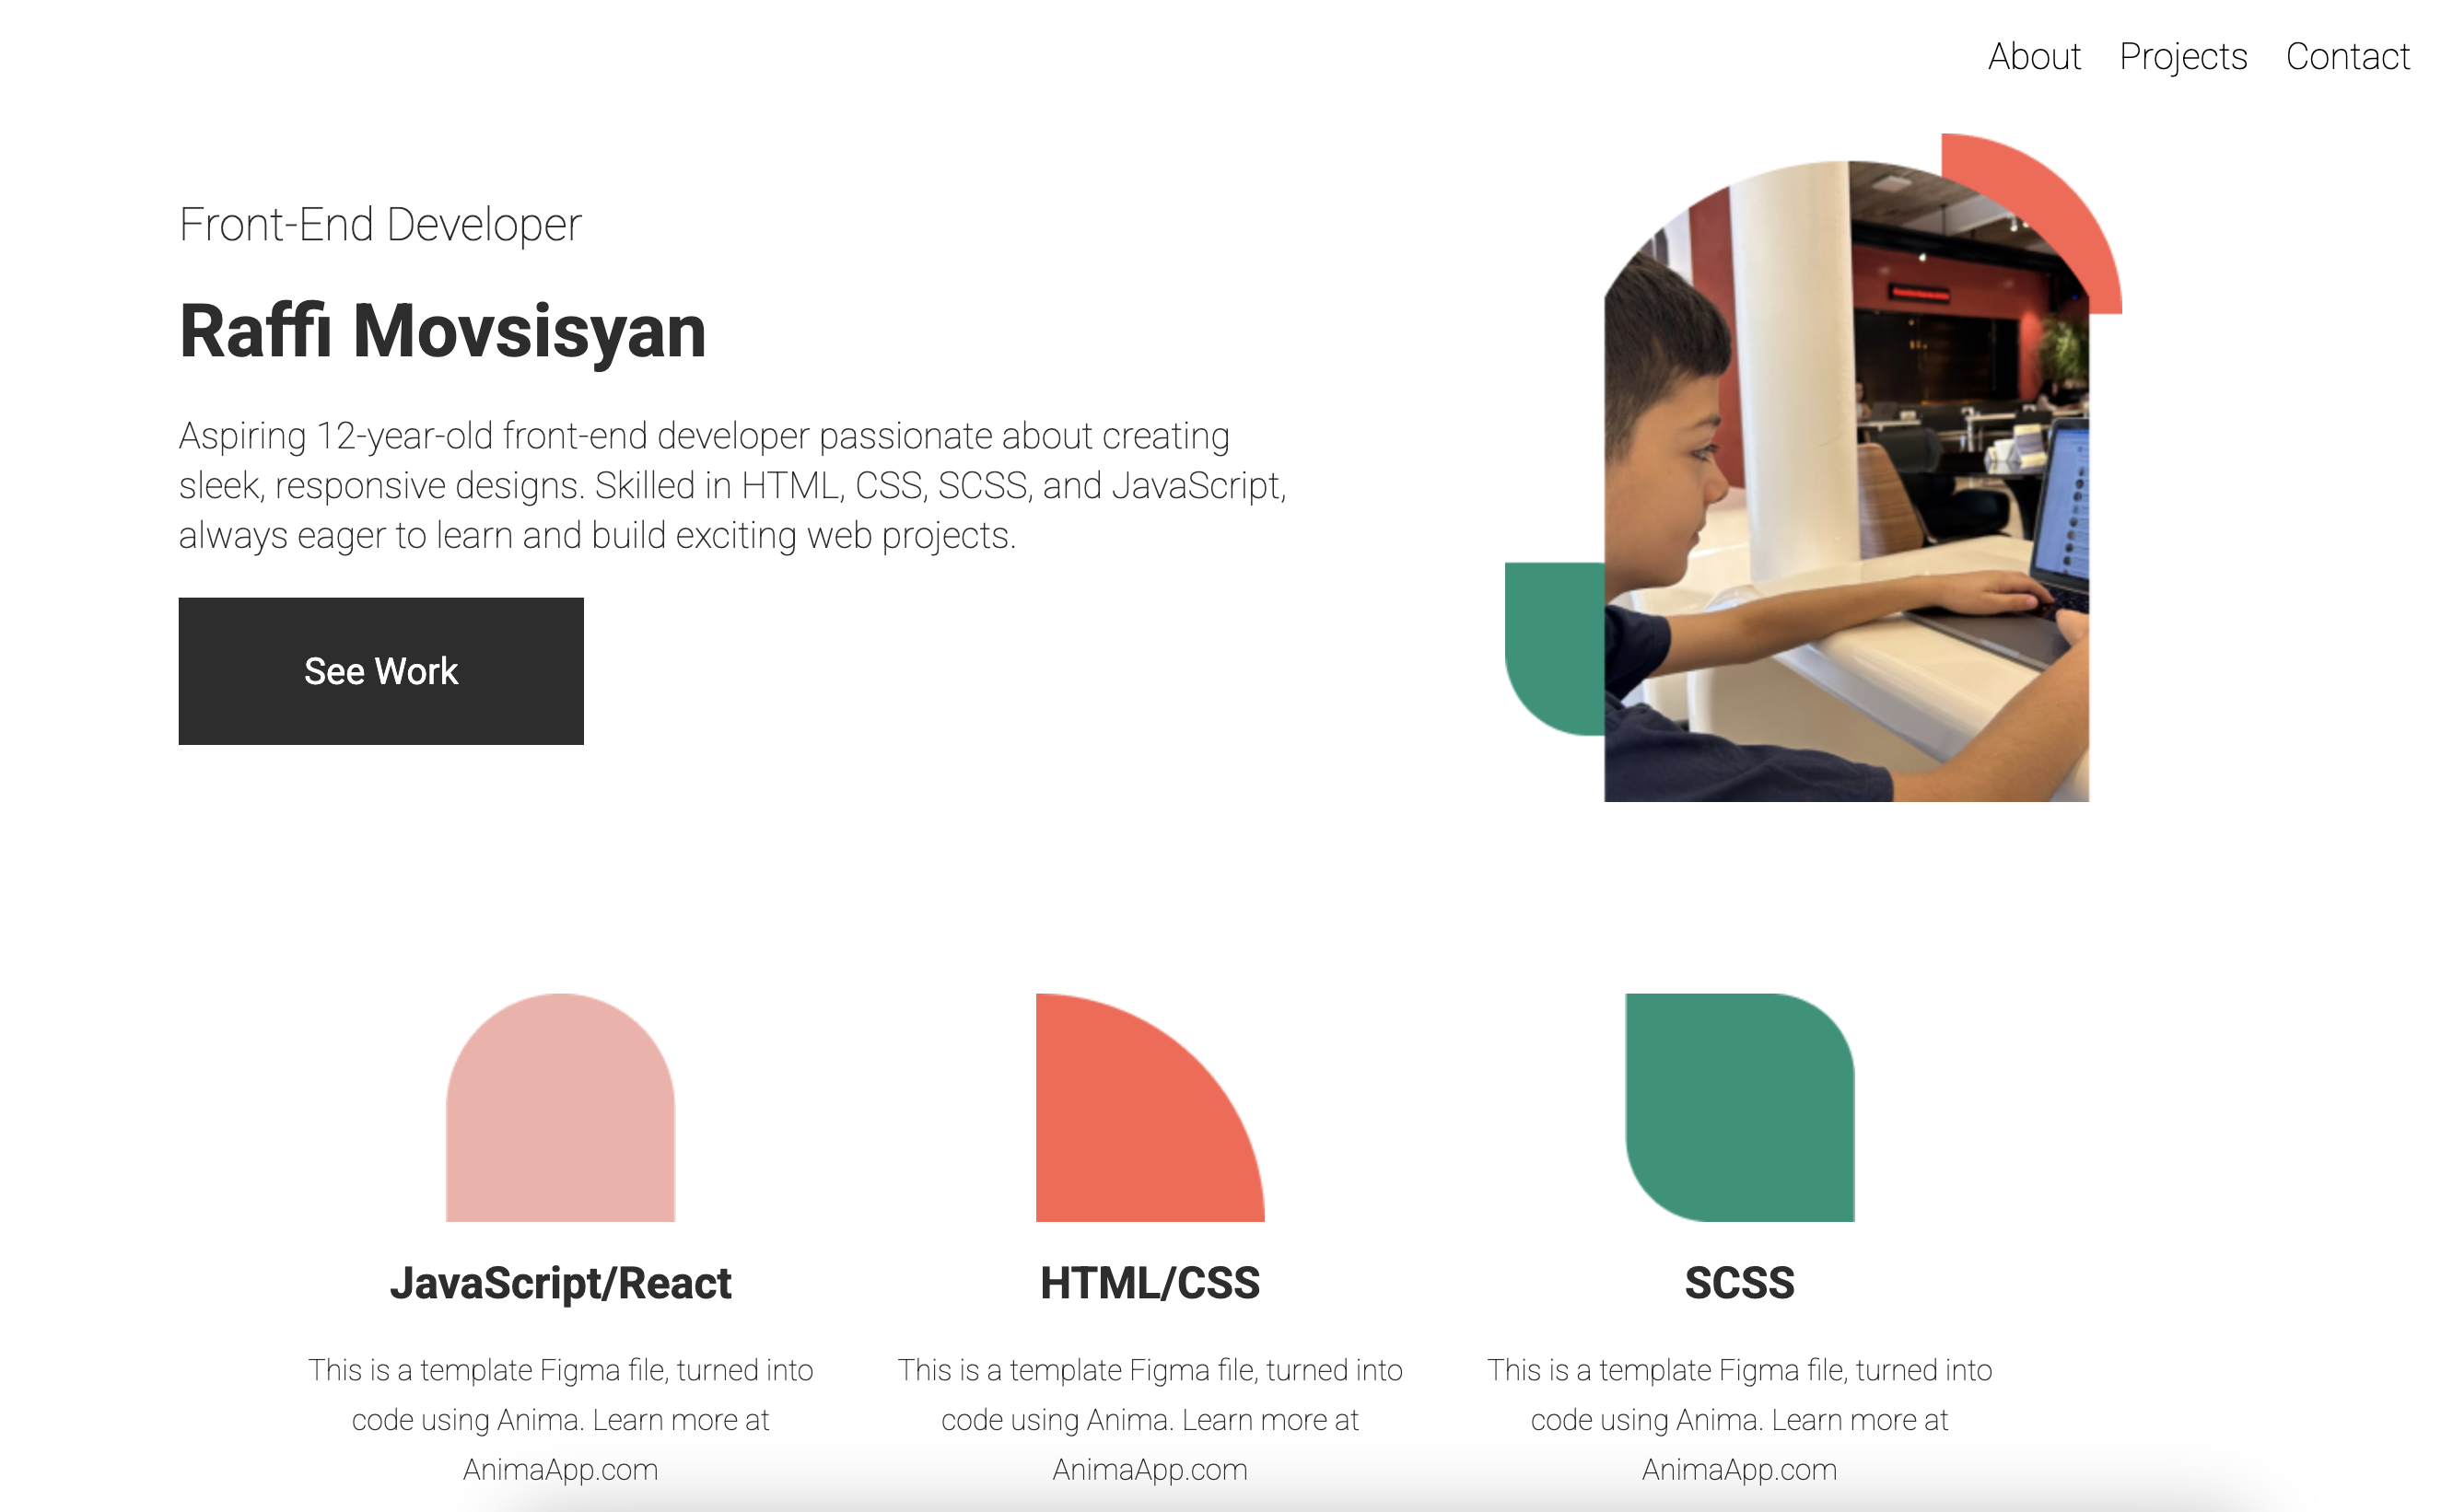 About Projects Contact
Front-End Developer
Raffi Movsisyan
Aspiring 12-year-old front-end developer passionate about creating
sleek, responsive designs. Skilled in HTML, CSS, SCSS, and JavaScript,
always eager to learn and build exciting web projects.
See Work
JavaScript/React
This is a template Figma file, turned into
code using Anima. Learn more at
AnimaApp.com
HTML/CSS
This is a template Figma file, turned into
code using Anima. Learn more at
AnimaApp.com
SCSS
This is a template Figma file, turned into
code using Anima. Learn more at
AnimaApp.com